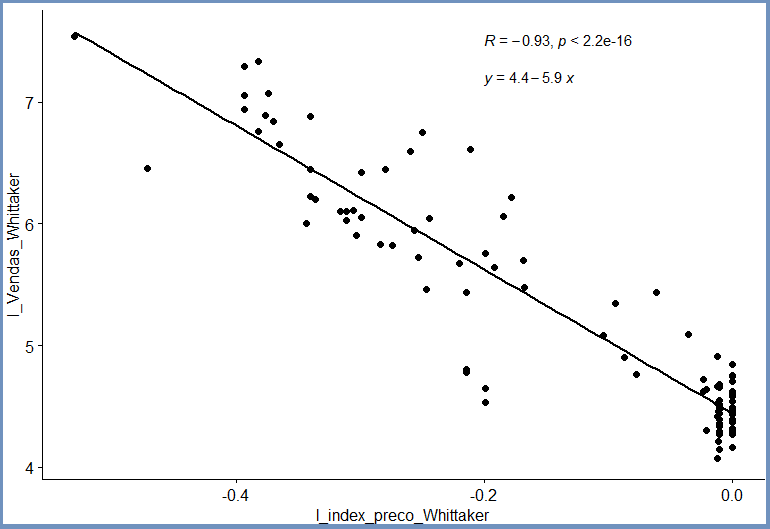 R = −0.93, p < 2.2e-16
y = 4.4 − 5.9 x
7
6
5
4
l_Vendas_Whittaker
-0.4
-0.2
0.0
l_index_preco_Whittaker